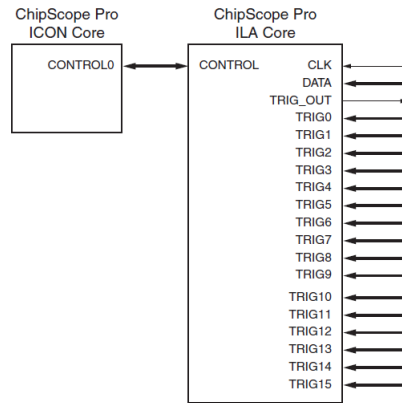 ChipScope Pro
ICON Core
ChipScope Pro
ILA Core
CONTROL0
CONTROL
CLK
DATA
TRIG_OUT
TRIG0
TRIG1
TRIG2
TRIG3
TRIG4
TRIG5
TRIG6
TRIG7
TRIG8
TRIG9
TRIG10
TRIG11
TRIG12
TRIG13
TRIG14
TRIG15